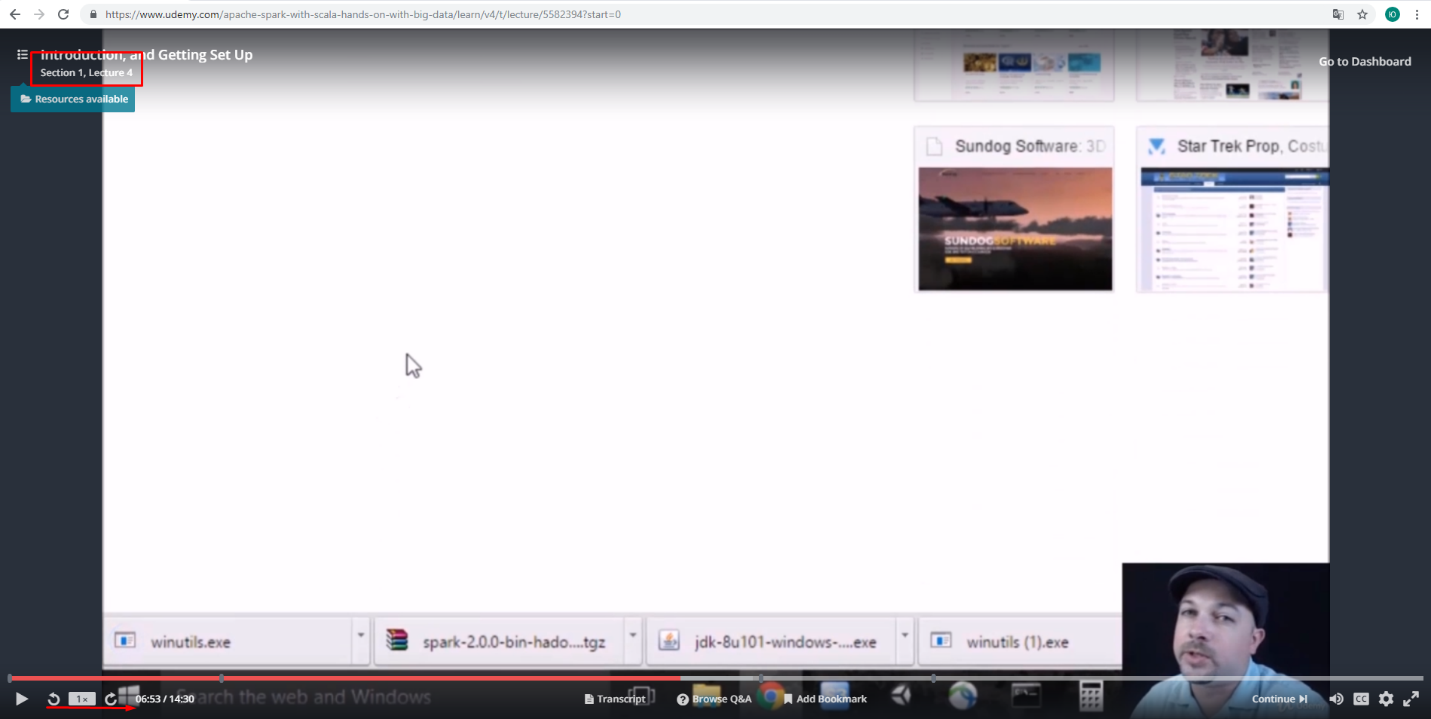 https://www.udemy.com/apache-spark-with-scala-hands-on-with-big-data/learn/v4/t/lecture/5582394?start=0
Ю
Introduction, and Getting Set Up
Section 1, Lecture 4
Go to Dashboard
Resources available
Sundog Software: 3D
Star Trek Prop, Costu
SUNDOGSOFTWARE
winutils.exe
spark-2.0.0-bin-hado....tgz
jdk-8u101-windows-....exe
winutils (1).exe
Search the web and Windows
1×
06:53 / 14:30
Transcript
Browse Q&A
Add Bookmark
Continue
CC